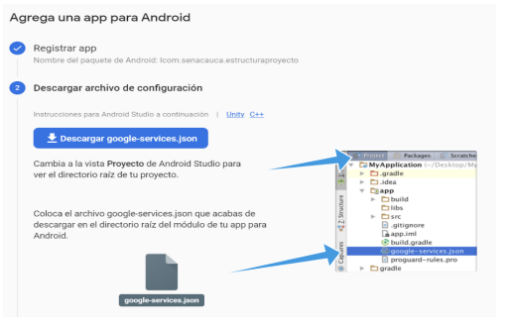 Agrega una app para Android
Registrar app
Nombre del paquete de Android: lcom.senacauca.estructuraproyecto
2 Descargar archivo de configuración
Instrucciones para Android Studio a continuación | Unity C++
Descargar google-services.json
Cambia a la vista Proyecto de Android Studio para
ver el directorio raíz de tu proyecto.
Coloca el archivo google-services.json que acabas de
descargar en el directorio raíz del módulo de tu app para
Android.
google-services.json
Project Packages Scratche
MyApplication (~/Desktop/My
.gradle
.idea
app
build
libs
src
.gitignore
app.iml
build.gradle
google-services.json
proguard-rules.pro
gradle
Z: Structure
Captures